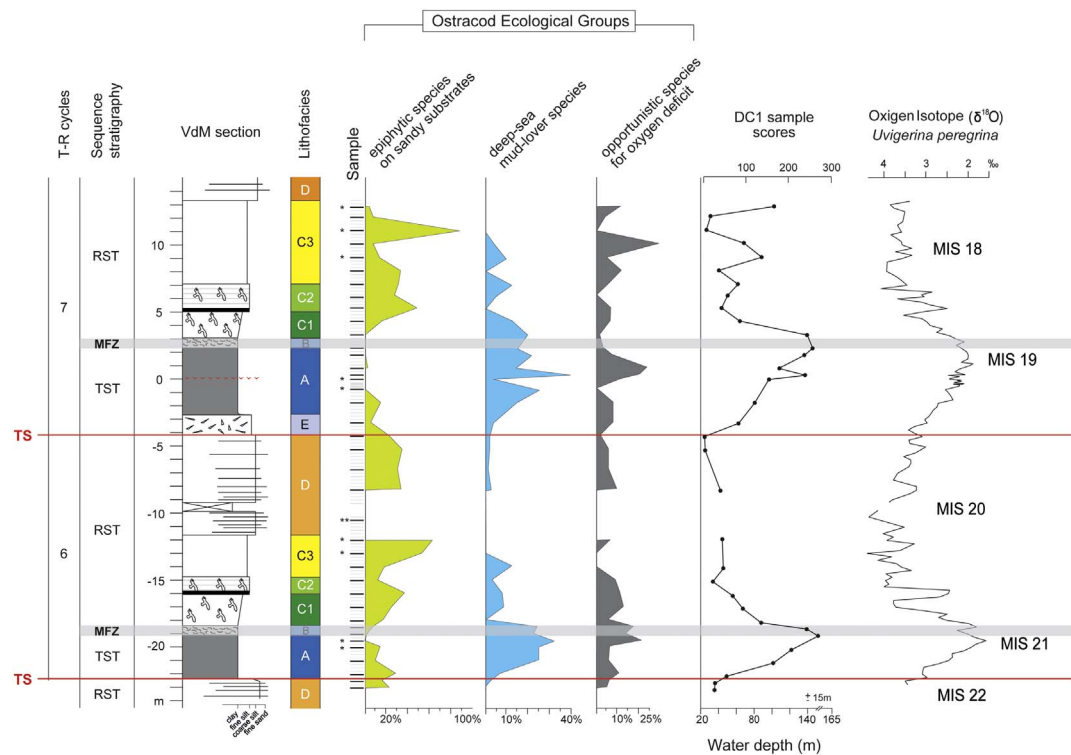 Ostracod Ecological Groups
T-R cycles
Sequence
stratigraphy
VdM section
Lithofacies
Sample
epiphytic species
on sandy substrates
deep-sea
mud-lover species
opportunistic species
for oxygen deficit
DC1 sample
scores
Oxigen Isotope (δ¹⁸O)
Uvigerina peregrina
0 100 200 300
4 3 2 ‰
D
*
C3
*
10
RST
MIS 18
*
7
C2
5
C1
MFZ
B
MIS 19
A
0
*
TST
*
E
TS
-5
D
MIS 20
-10
**
RST
*
6
C3
*
-15
C2
C1
MFZ
B
*
MIS 21
-20
TST
A
*
TS
RST
D
MIS 22
m
± 15m
clay
fine silt
coarse silt
fine sand
20% 100%
10% 40%
10% 25%
20 60 100 140 165
Water depth (m)